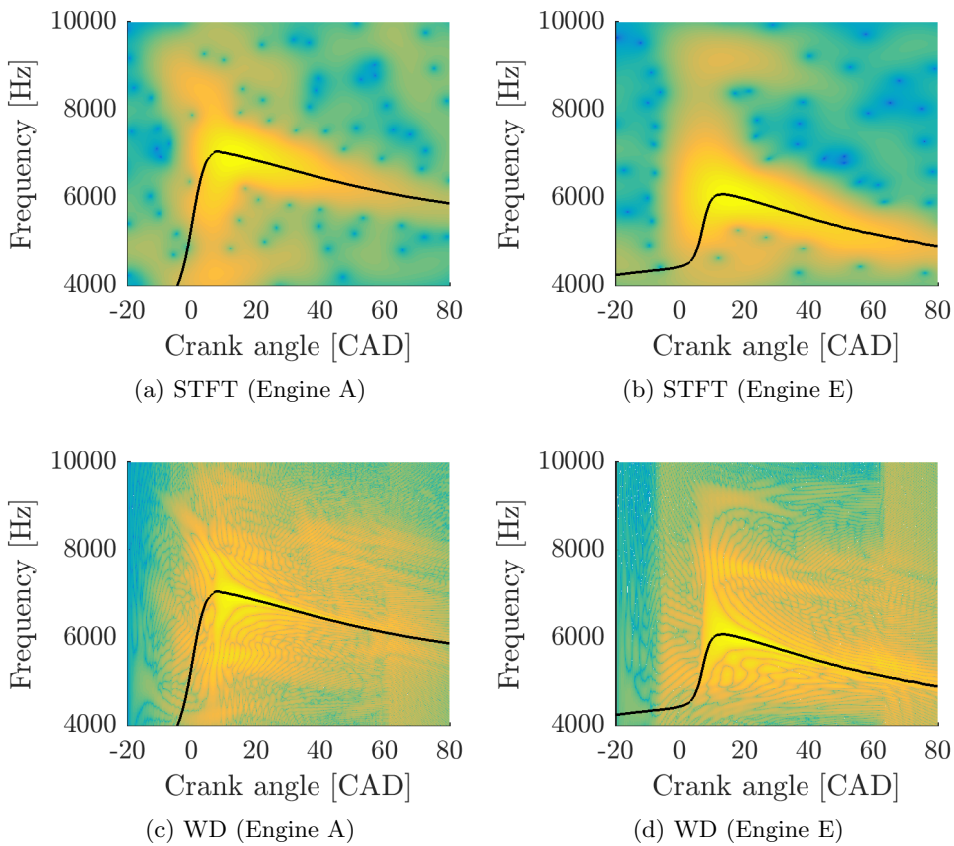 10000
8000
6000
4000
Frequency [Hz]
-20 0 20 40 60 80
Crank angle [CAD]
(a) STFT (Engine A)
10000
8000
6000
4000
Frequency [Hz]
-20 0 20 40 60 80
Crank angle [CAD]
(b) STFT (Engine E)
10000
8000
6000
4000
Frequency [Hz]
-20 0 20 40 60 80
Crank angle [CAD]
(c) WD (Engine A)
10000
8000
6000
4000
Frequency [Hz]
-20 0 20 40 60 80
Crank angle [CAD]
(d) WD (Engine E)